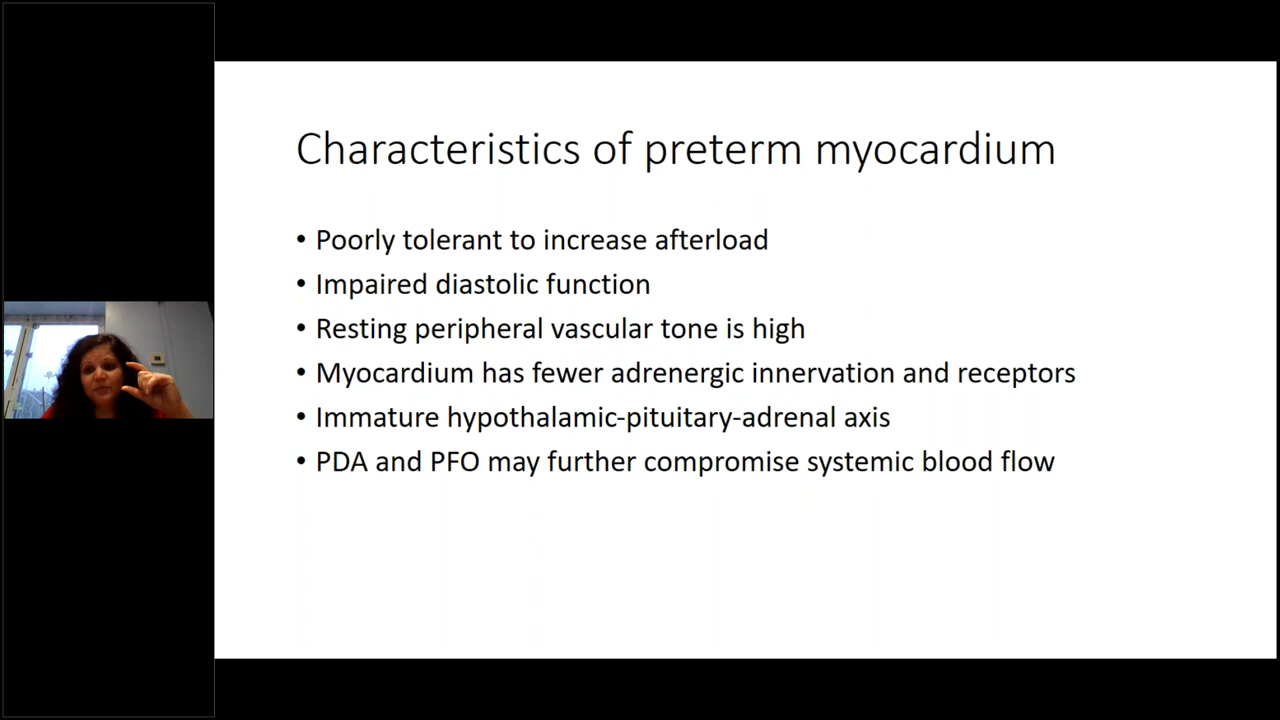 Characteristics of preterm myocardium
• Poorly tolerant to increase afterload
• Impaired diastolic function
• Resting peripheral vascular tone is high
• Myocardium has fewer adrenergic innervation and receptors
• Immature hypothalamic-pituitary-adrenal axis
• PDA and PFO may further compromise systemic blood flow